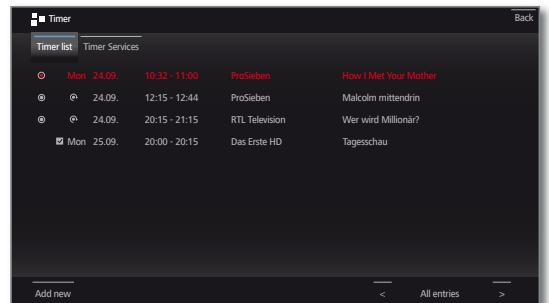 Timer Back
Timer list Timer Services
Mon 24.09. 10:32 - 11:00 ProSieben How I Met Your Mother
24.09. 12:15 - 12:44 ProSieben Malcolm mittendrin
24.09. 20:15 - 21:15 RTL Television Wer wird Millionär?
Mon 25.09. 20:00 - 20:15 Das Erste HD Tagesschau
Add new < All entries >